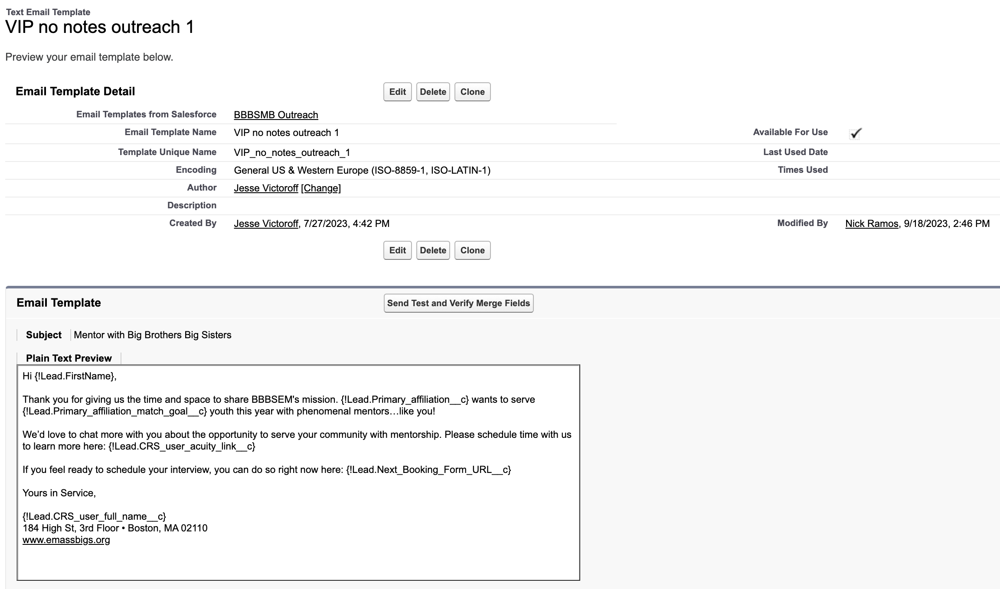 Text Email Template
VIP no notes outreach 1
Preview your email template below.
Email Template Detail
Edit Delete Clone
Email Templates from Salesforce BBBSMB Outreach
Email Template Name VIP no notes outreach 1 Available For Use
Template Unique Name VIP_no_notes_outreach_1 Last Used Date
Encoding General US & Western Europe (ISO-8859-1, ISO-LATIN-1) Times Used
Author Jesse Victoroff [Change]
Description
Created By Jesse Victoroff, 7/27/2023, 4:42 PM Modified By Nick Ramos, 9/18/2023, 2:46 PM
Edit Delete Clone
Email Template Send Test and Verify Merge Fields
Subject Mentor with Big Brothers Big Sisters
Plain Text Preview
Hi {!Lead.FirstName},
Thank you for giving us the time and space to share BBBSEM's mission. {!Lead.Primary_affiliation__c} wants to serve
{!Lead.Primary_affiliation_match_goal__c} youth this year with phenomenal mentors…like you!
We’d love to chat more with you about the opportunity to serve your community with mentorship. Please schedule time with us
to learn more here: {!Lead.CRS_user_acuity_link__c}
If you feel ready to schedule your interview, you can do so right now here: {!Lead.Next_Booking_Form_URL__c}
Yours in Service,
{!Lead.CRS_user_full_name__c}
184 High St, 3rd Floor • Boston, MA 02110
www.emassbigs.org